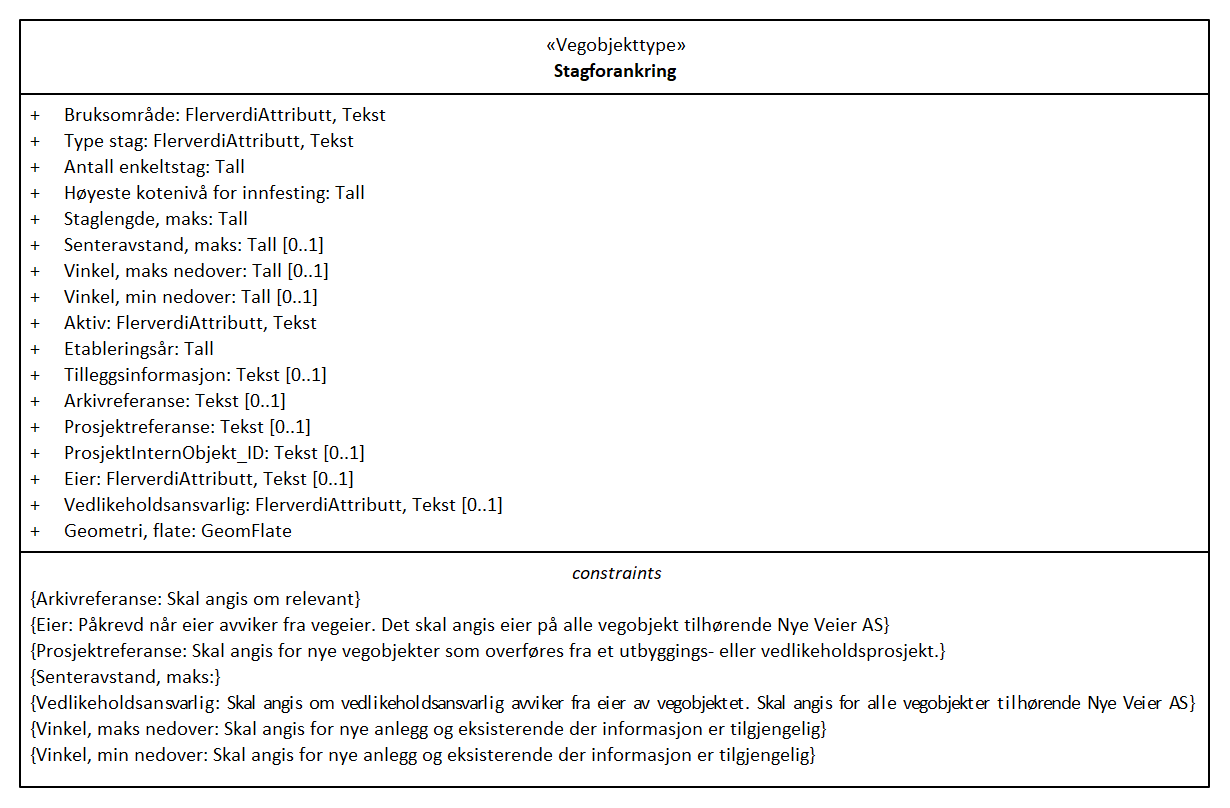 «Vegobjekttype»
Stagforankring
+ Bruksområde: FlerverdiAttributt, Tekst
+ Type stag: FlerverdiAttributt, Tekst
+ Antall enkeltstag: Tall
+ Høyeste kotenivå for innfesting: Tall
+ Staglengde, maks: Tall
+ Senteravstand, maks: Tall [0..1]
+ Vinkel, maks nedover: Tall [0..1]
+ Vinkel, min nedover: Tall [0..1]
+ Aktiv: FlerverdiAttributt, Tekst
+ Etableringsår: Tall
+ Tilleggsinformasjon: Tekst [0..1]
+ Arkivreferanse: Tekst [0..1]
+ Prosjektreferanse: Tekst [0..1]
+ ProsjektInternObjekt_ID: Tekst [0..1]
+ Eier: FlerverdiAttributt, Tekst [0..1]
+ Vedlikeholdsansvarlig: FlerverdiAttributt, Tekst [0..1]
+ Geometri, flate: GeomFlate
constraints
{Arkivreferanse: Skal angis om relevant}
{Eier: Påkrevd når eier avviker fra vegeier. Det skal angis eier på alle vegobjekt tilhørende Nye Veier AS}
{Prosjektreferanse: Skal angis for nye vegobjekter som overføres fra et utbyggings- eller vedlikeholdsprosjekt.}
{Senteravstand, maks:}
{Vedlikeholdsansvarlig: Skal angis om vedlikeholdsansvarlig avviker fra eier av vegobjektet. Skal angis for alle vegobjekter tilhørende Nye Veier AS}
{Vinkel, maks nedover: Skal angis for nye anlegg og eksisterende der informasjon er tilgjengelig}
{Vinkel, min nedover: Skal angis for nye anlegg og eksisterende der informasjon er tilgjengelig}